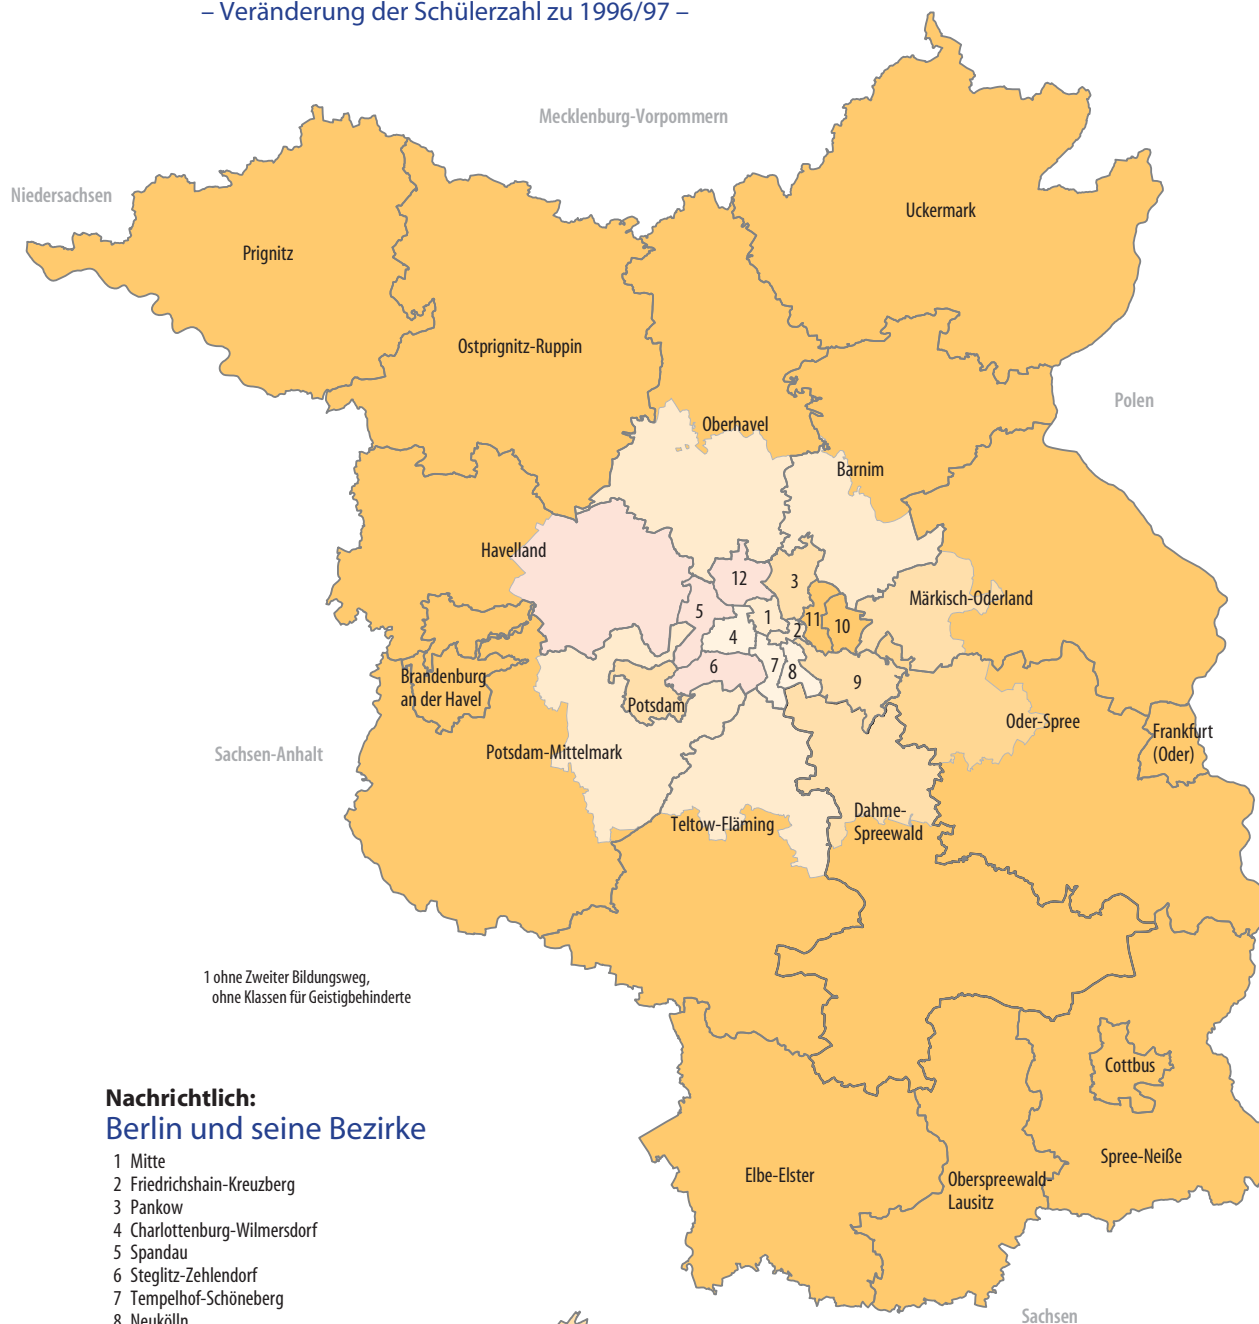 – Veränderung der Schülerzahl zu 1996/97 –
Mecklenburg-Vorpommern
Niedersachsen
Uckermark
Prignitz
Ostprignitz-Ruppin
Polen
Oberhavel
Barnim
Havelland
12
3
Märkisch-Oderland
5
1
11
10
2
4
6
7
8
9
Brandenburg
an der Havel
Potsdam
Oder-Spree
Frankfurt
(Oder)
Sachsen-Anhalt
Potsdam-Mittelmark
Teltow-Fläming
Dahme-
Spreewald
1 ohne Zweiter Bildungsweg,
ohne Klassen für Geistigbehinderte
Cottbus
Spree-Neiße
Elbe-Elster
Oberspreewald-
Lausitz
Nachrichtlich:
Berlin und seine Bezirke
1 Mitte
2 Friedrichshain-Kreuzberg
3 Pankow
4 Charlottenburg-Wilmersdorf
5 Spandau
6 Steglitz-Zehlendorf
7 Tempelhof-Schöneberg
8 Neukölln
Sachsen